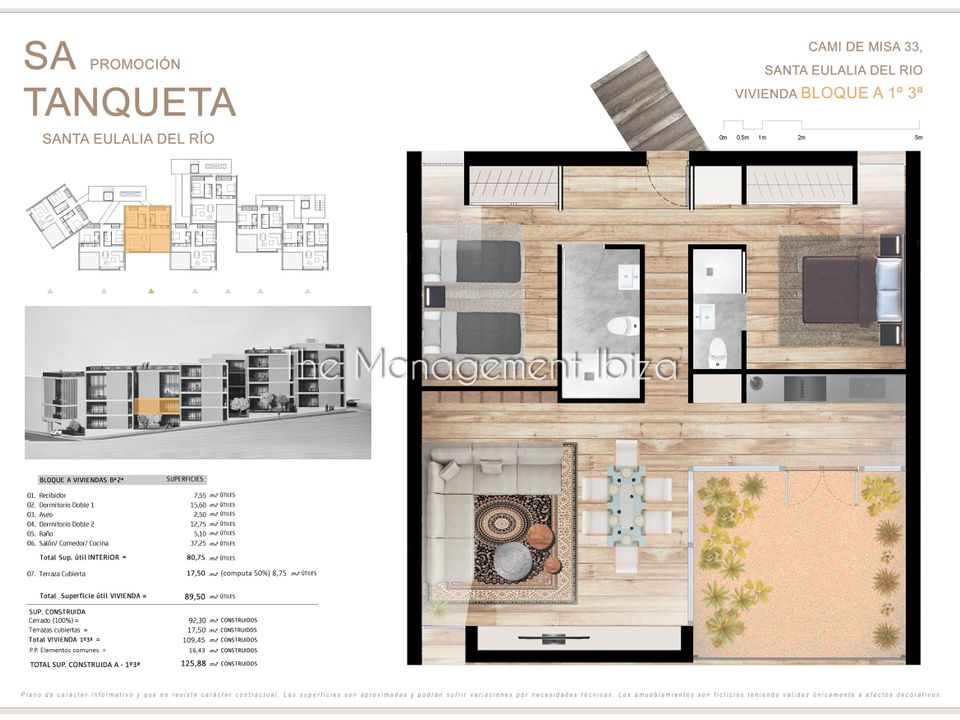 SA PROMOCIÓN
TANQUETA
SANTA EULALIA DEL RÍO
CAMI DE MISA 33,
SANTA EULALIA DEL RIO
VIVIENDA BLOQUE A 1º 3ª
0m 0.5m 1m 2m 5m
The Management Ibiza
BLOQUE A VIVIENDAS Bª2ª SUPERFICIES
01. Recibidor 7,55 m2 ÚTILES
02. Dormitorio Doble 1 15,60 m2 ÚTILES
03. Aseo 2,50 m2 ÚTILES
04. Dormitorio Doble 2 12,75 m2 ÚTILES
05. Baño 5,10 m2 ÚTILES
06. Salón/ Comedor/ Cocina 37,25 m2 ÚTILES
Total Sup. útil INTERIOR = 80,75 m2 ÚTILES
07. Terraza Cubierta 17,50 m2 (computa 50%) 8,75 m2 ÚTILES
Total Superficie útil VIVIENDA = 89,50 m2 ÚTILES
SUP. CONSTRUIDA
Cerrado (100%) = 92,30 m2 CONSTRUIDOS
Terrazas cubiertas = 17,50 m2 CONSTRUIDOS
Total VIVIENDA 1º3ª = 109,45 m2 CONSTRUIDOS
P.P. Elementos comunes = 16,43 m2 CONSTRUIDOS
TOTAL SUP. CONSTRUIDA A - 1º3ª 125,88 m2 CONSTRUIDOS
Plano de carácter informativo y que no reviste carácter contractual. Las superficies son aproximadas y podrán sufrir variaciones por necesidades técnicas. Los amueblamientos son ficticios teniendo validez únicamente a efectos decorativos.